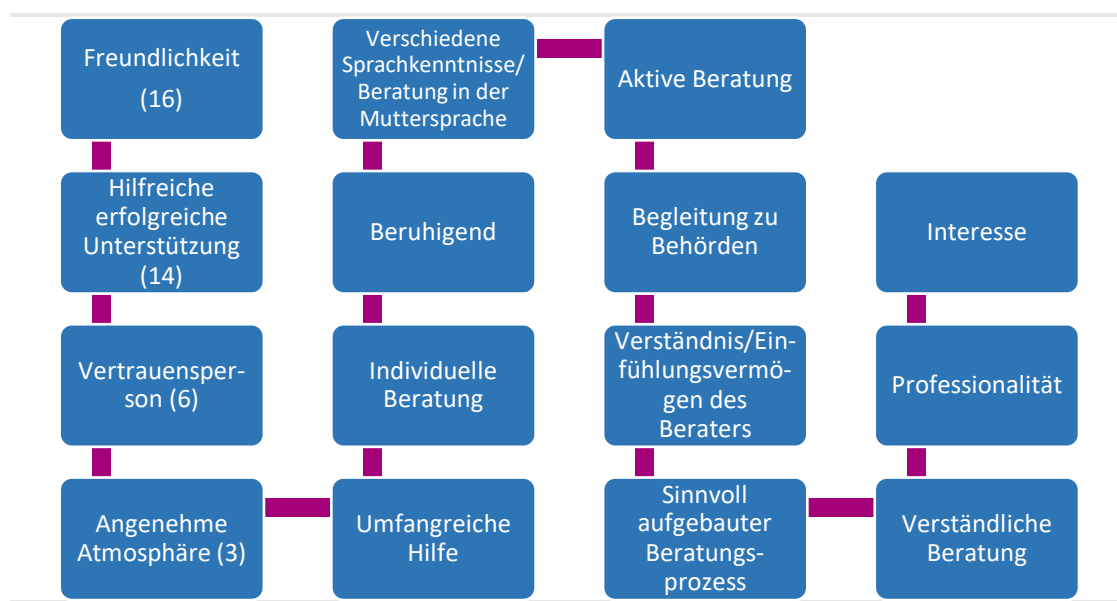 Freundlichkeit
(16)
Hilfreiche
erfolgreiche
Unterstützung
(14)
Vertrauensper-
son (6)
Angenehme
Atmosphäre (3)
Umfangreiche
Hilfe
Individuelle
Beratung
Beruhigend
Verschiedene
Sprachkenntnisse/
Beratung in der
Muttersprache
Aktive Beratung
Begleitung zu
Behörden
Verständnis/Ein-
fühlungsvermö-
gen des
Beraters
Sinnvoll
aufgebauter
Beratungs-
prozess
Verständliche
Beratung
Professionalität
Interesse